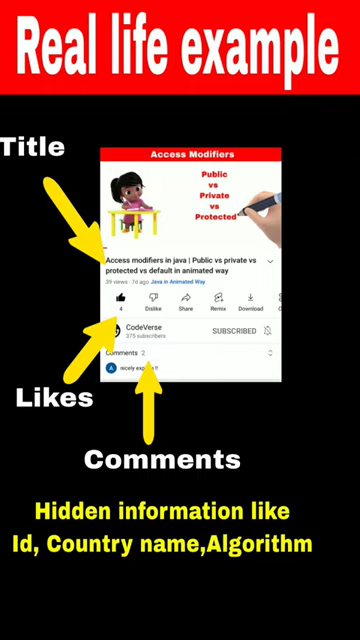 Real life example
Title
Access Modifiers
Public
vs
Private
vs
Protected
Access modifiers in java | Public vs private vs
protected vs default in animated way
39 views · 7d ago Java in Animated Way
4 Dislike Share Remix Download
CodeVerse
375 subscribers
SUBSCRIBED
Comments 2
A
nicely exp
!!
Likes
Comments
Hidden information like
Id, Country name,Algorithm